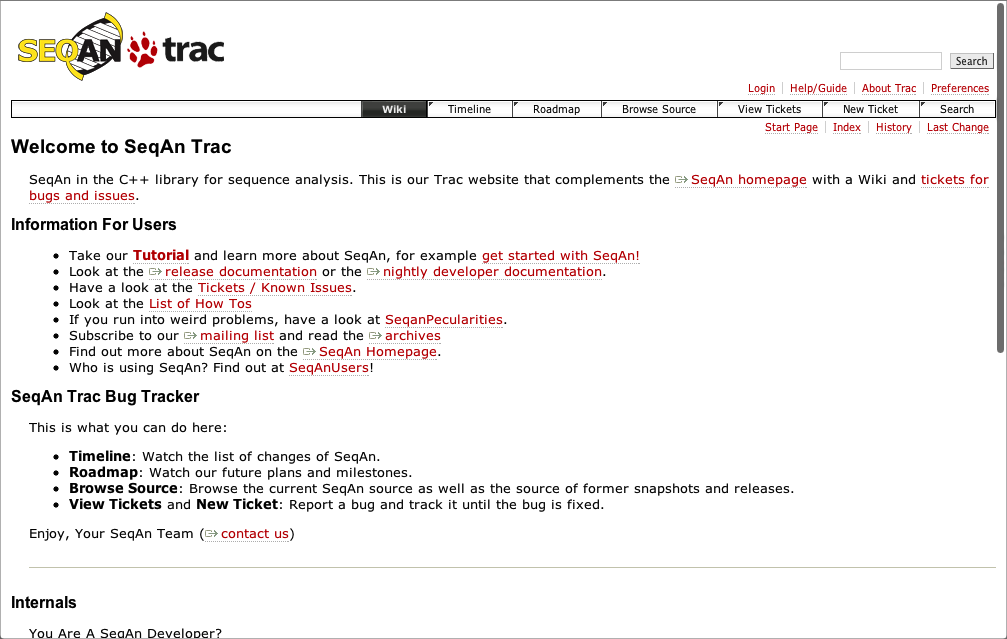 SEQAN trac
Search
Login Help/Guide About Trac Preferences
Wiki Timeline Roadmap Browse Source View Tickets New Ticket Search
Start Page Index History Last Change
Welcome to SeqAn Trac
SeqAn in the C++ library for sequence analysis. This is our Trac website that complements the SeqAn homepage with a Wiki and tickets for
bugs and issues.
Information For Users
Take our Tutorial and learn more about SeqAn, for example get started with SeqAn!
Look at the release documentation or the nightly developer documentation.
Have a look at the Tickets / Known Issues.
Look at the List of How Tos
If you run into weird problems, have a look at SeqanPecularities.
Subscribe to our mailing list and read the archives
Find out more about SeqAn on the SeqAn Homepage.
Who is using SeqAn? Find out at SeqAnUsers!
SeqAn Trac Bug Tracker
This is what you can do here:
Timeline: Watch the list of changes of SeqAn.
Roadmap: Watch our future plans and milestones.
Browse Source: Browse the current SeqAn source as well as the source of former snapshots and releases.
View Tickets and New Ticket: Report a bug and track it until the bug is fixed.
Enjoy, Your SeqAn Team (contact us)
Internals
You Are A SeqAn Developer?